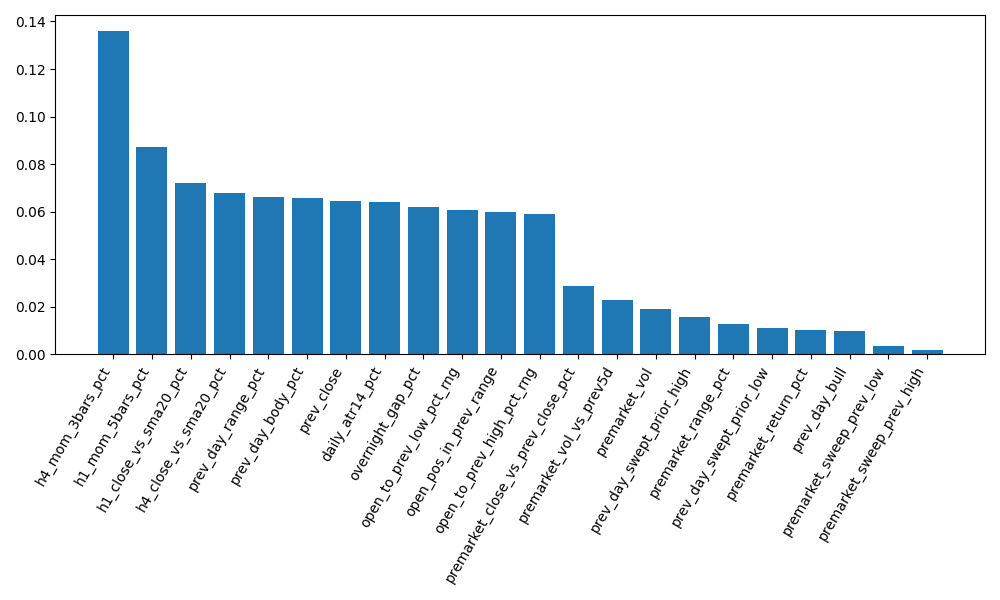 0.14
0.12
0.10
0.08
0.06
0.04
0.02
0.00
h4_mom_3bars_pct
h1_mom_5bars_pct
h1_close_vs_sma20_pct
h4_close_vs_sma20_pct
prev_day_range_pct
prev_day_body_pct
prev_close
daily_atr14_pct
overnight_gap_pct
open_to_prev_low_pct_rng
open_pos_in_prev_range
open_to_prev_high_pct_rng
premarket_close_vs_prev_close_pct
premarket_vol_vs_prev5d
premarket_vol
prev_day_swept_prior_high
premarket_range_pct
prev_day_swept_prior_low
premarket_return_pct
prev_day_bull
premarket_sweep_prev_low
premarket_sweep_prev_high